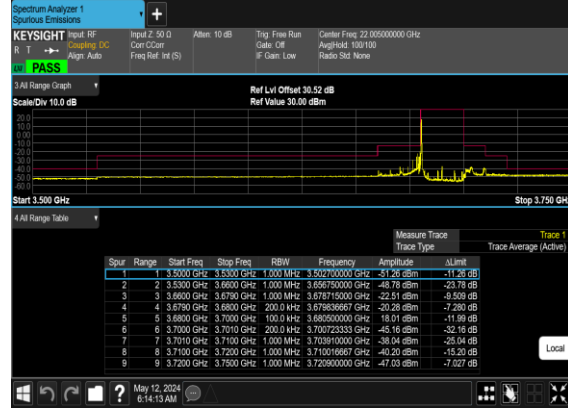 Spectrum Analyzer 1
Spurious Emissions
KEYSIGHT Input: RF Input Z: 50 Ω Atten: 10 dB Trig: Free Run Center Freq: 22.005000000 GHz
R T Coupling: DC Corr CCorr Gate: Off Avg|Hold: 100/100
Align: Auto Freq Ref: Int (S) IF Gain: Low Radio Std: None
PASS
3 All Range Graph Ref Lvl Offset 30.52 dB
Scale/Div 10.0 dB Ref Value 30.00 dBm
20.0
10.0
0.00
-10.0
-20.0
-30.0
-40.0
-50.0
-60.0
Start 3.500 GHz Stop 3.750 GHz
4 All Range Table
Measure Trace Trace 1
Trace Type Trace Average (Active)
Spur Range Start Freq Stop Freq RBW Frequency Amplitude ΔLimit
1 1 3.5000 GHz 3.5300 GHz 1.000 MHz 3.502700000 GHz -51.26 dBm -11.26 dB
2 2 3.5300 GHz 3.6600 GHz 1.000 MHz 3.656750000 GHz -48.78 dBm -23.78 dB
3 3 3.6600 GHz 3.6790 GHz 1.000 MHz 3.678715000 GHz -22.51 dBm -9.509 dB
4 4 3.6790 GHz 3.6800 GHz 200.0 kHz 3.679836667 GHz -20.28 dBm -7.280 dB
5 5 3.6800 GHz 3.7000 GHz 100.0 kHz 3.680500000 GHz 18.01 dBm -11.99 dB
6 6 3.7000 GHz 3.7010 GHz 200.0 kHz 3.700723333 GHz -45.16 dBm -32.16 dB
7 7 3.7010 GHz 3.7100 GHz 1.000 MHz 3.703910000 GHz -38.04 dBm -25.04 dB
8 8 3.7100 GHz 3.7200 GHz 1.000 MHz 3.710016667 GHz -40.20 dBm -15.20 dB
9 9 3.7200 GHz 3.7500 GHz 1.000 MHz 3.720900000 GHz -47.03 dBm -7.027 dB
Local
? May 12, 2024
6:14:13 AM